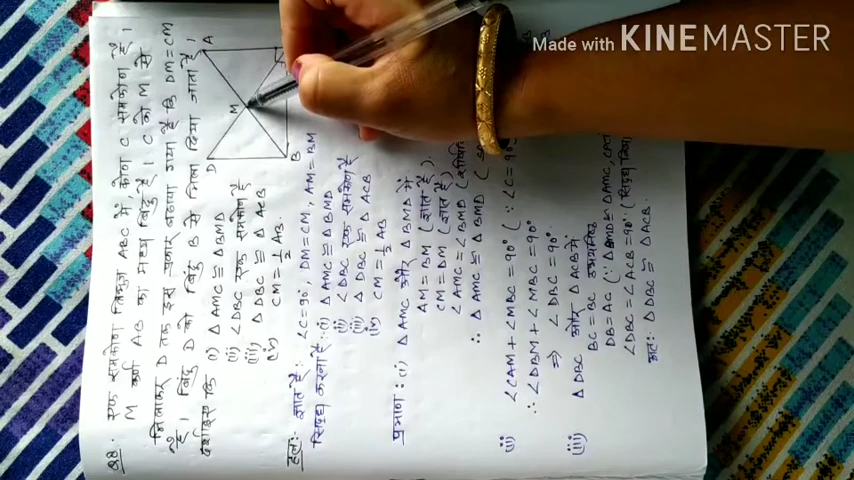 Made with KINEMASTER
Q8. एक समकोण त्रिभुज ABC में, कोण C समकोण है।
M कर्ण AB का मध्य बिंदु है। C को M से
मिलाकर D तक इस प्रकार बढ़ाया गया है कि DM=CM
है। बिंदु D को बिंदु B से मिला दिया जाता है।
दर्शाइए कि (i) △AMC ≅ △BMD
(ii) ∠DBC एक समकोण है
(iii) △DBC ≅ △ACB
(iv) CM = 1/2 AB.
A
M
D
B
हल:- ज्ञात है:- ∠C=90°, DM=CM, AM=BM
सिद्ध करना है:- (i) △AMC ≅ △BMD
(ii) ∠DBC एक समकोण है
(iii) △DBC ≅ △ACB
(iv) CM = 1/2 AB
प्रमाण: (i) △AMC और △BMD में
AM=BM (ज्ञात है)
CM=DM (ज्ञात है)
∠AMC = ∠BMD
∴ △AMC ≅ △BMD
(ii) ∠CAM + ∠MBC = 90° (∵ ∠C=90°
∴ ∠DBM + ∠MBC = 90°
⇒ ∠DBC = 90°
(iii) △DBC और △ACB में
BC = BC उभयनिष्ठ
DB = AC (∵ △BMD ≅ △AMC, CPCT
∠DBC = ∠ACB = 90°
अतः △DBC ≅ △ACB.